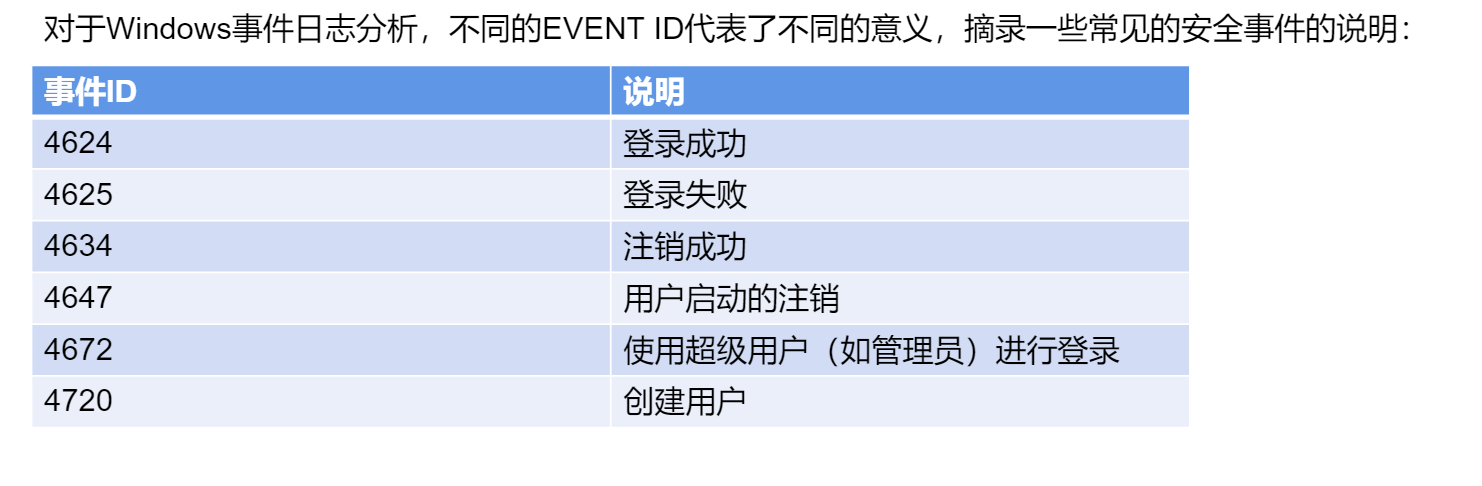 对于Windows事件日志分析，不同的EVENT ID代表了不同的意义，摘录一些常见的安全事件的说明：
事件ID 说明
4624 登录成功
4625 登录失败
4634 注销成功
4647 用户启动的注销
4672 使用超级用户（如管理员）进行登录
4720 创建用户